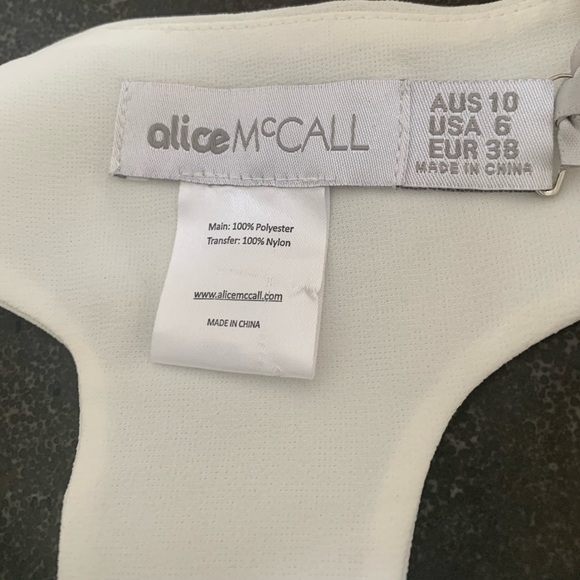 aliceMcCALL
AUS 10
USA 6
EUR 38
MADE IN CHINA
Main: 100% Polyester
Transfer: 100% Nylon
www.alicemccall.com
MADE IN CHINA